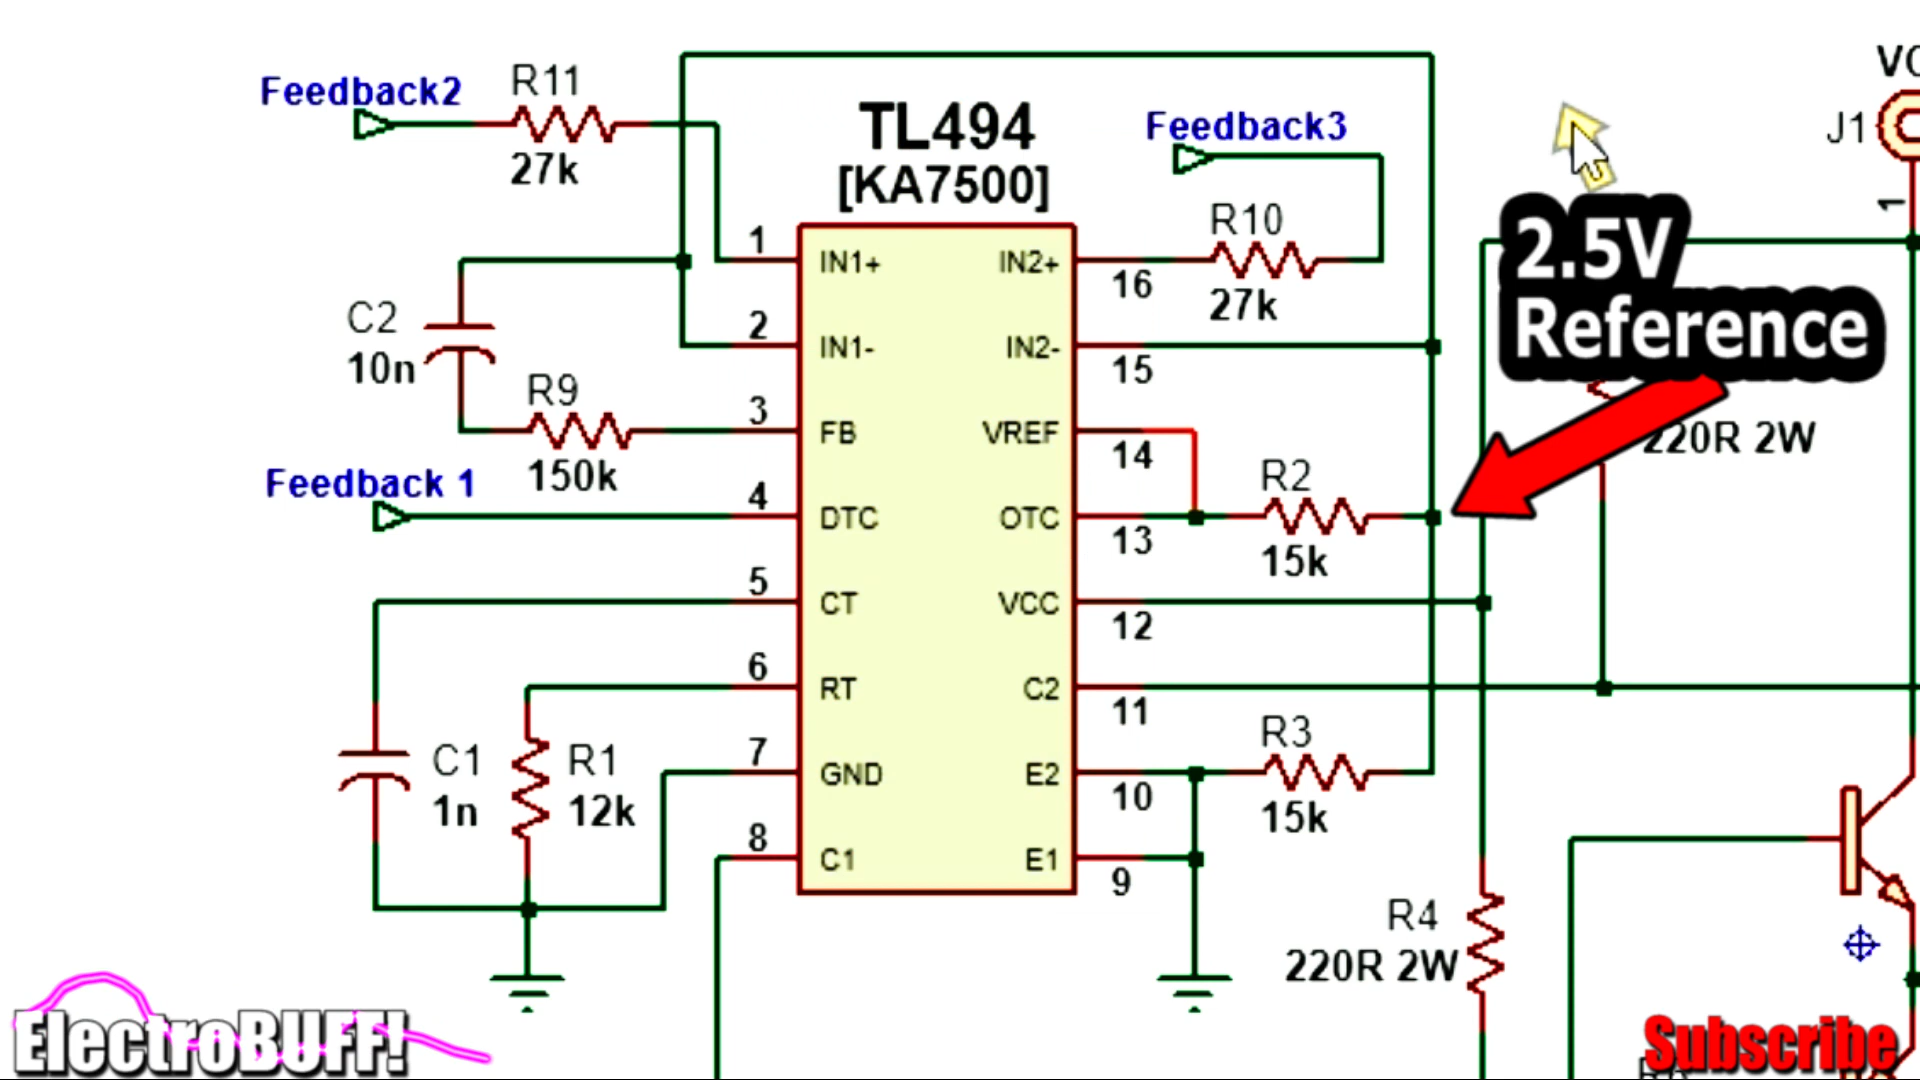 Feedback2
R11
27k
TL494
[KA7500]
Feedback3
R10
27k
2.5V
Reference
J1
1
C2
10n
R9
150k
Feedback 1
R2
15k
220R 2W
1 IN1+
2 IN1-
3 FB
4 DTC
5 CT
6 RT
7 GND
8 C1
IN2+ 16
IN2- 15
VREF 14
OTC 13
VCC 12
C2 11
E2 10
E1 9
C1
1n
R1
12k
R3
15k
R4
220R 2W
ElectroBUFF!
Subscribe